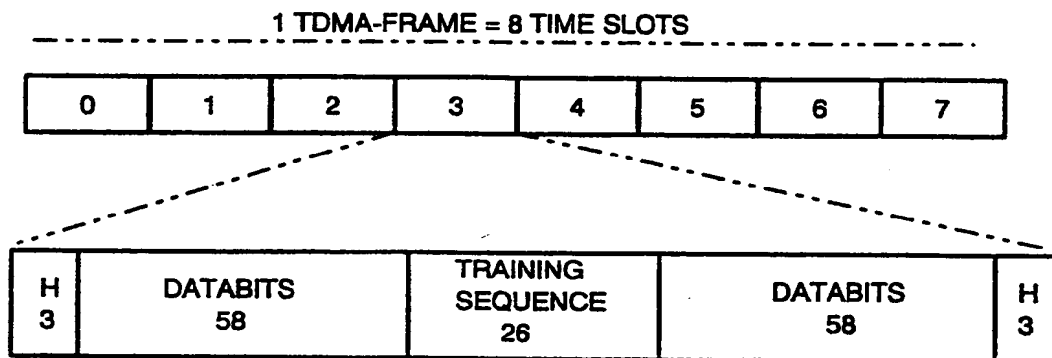 1 TDMA-FRAME = 8 TIME SLOTS
0 1 2 3 4 5 6 7
H DATABITS TRAINING DATABITS H
3 58 SEQUENCE 58 3
26